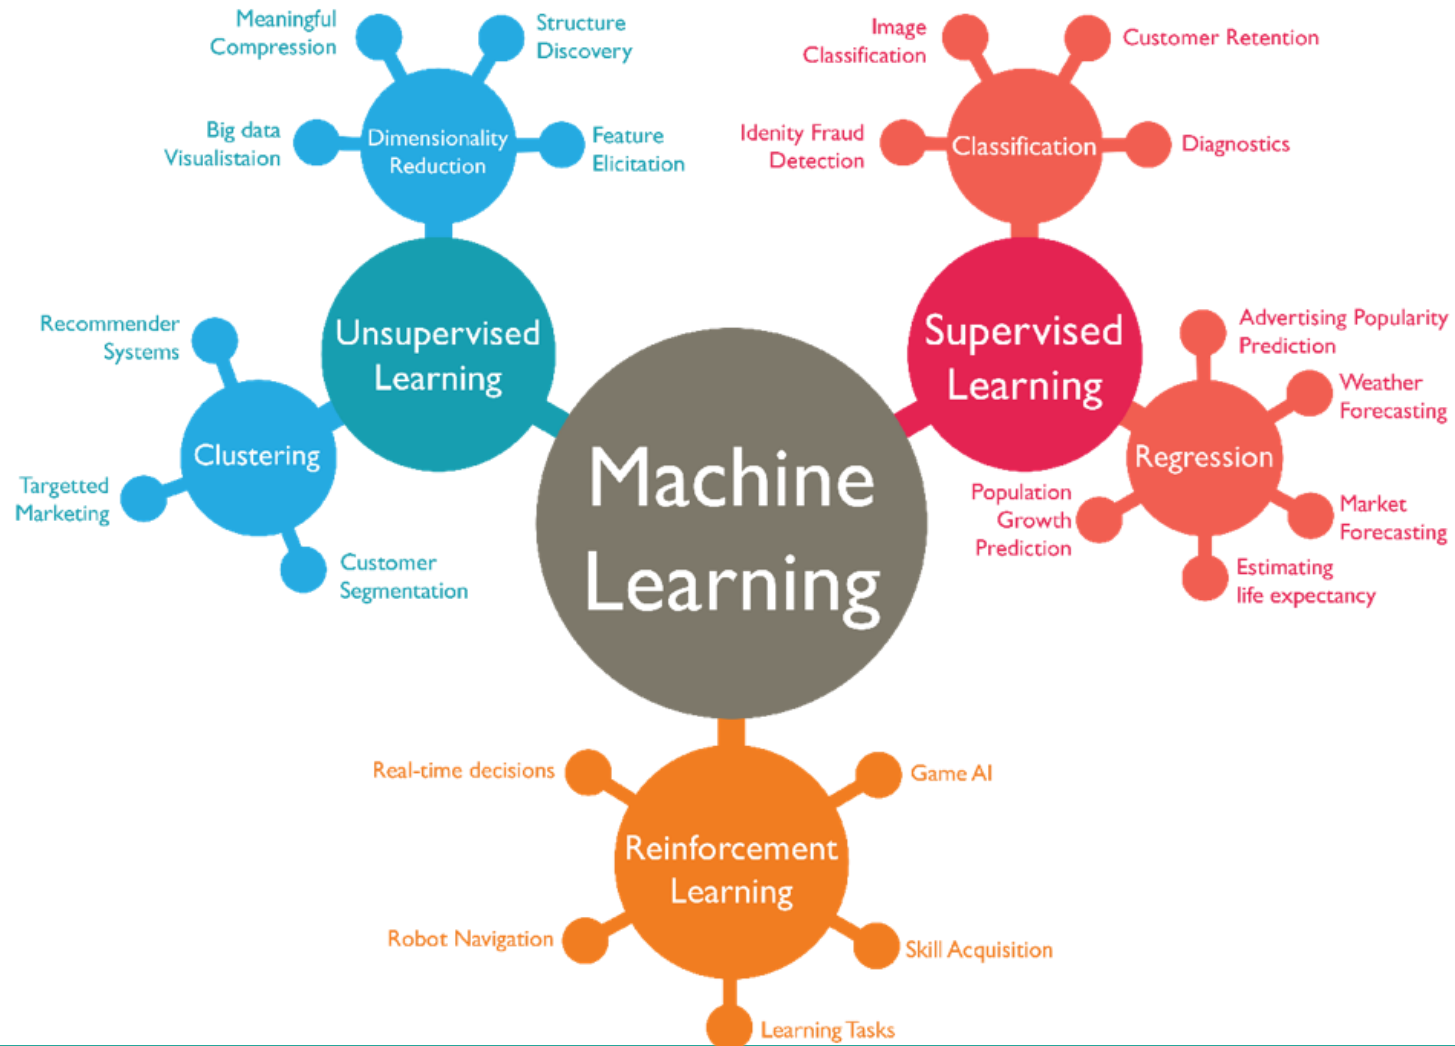 Meaningful
Compression
Structure
Discovery
Big data
Visualistaion
Dimensionality
Reduction
Feature
Elicitation
Image
Classification
Customer Retention
Idenity Fraud
Detection
Classification
Diagnostics
Unsupervised
Learning
Supervised
Learning
Recommender
Systems
Clustering
Targetted
Marketing
Customer
Segmentation
Machine
Learning
Advertising Popularity
Prediction
Weather
Forecasting
Regression
Population
Growth
Prediction
Market
Forecasting
Estimating
life expectancy
Real-time decisions
Game AI
Reinforcement
Learning
Robot Navigation
Skill Acquisition
Learning Tasks